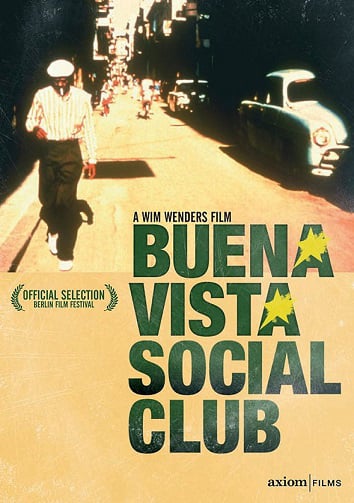 A WIM WENDERS FILM
BUENA
VISTA
SOCIAL
CLUB
OFFICIAL SELECTION
BERLIN FILM FESTIVAL
axiom|FILMS